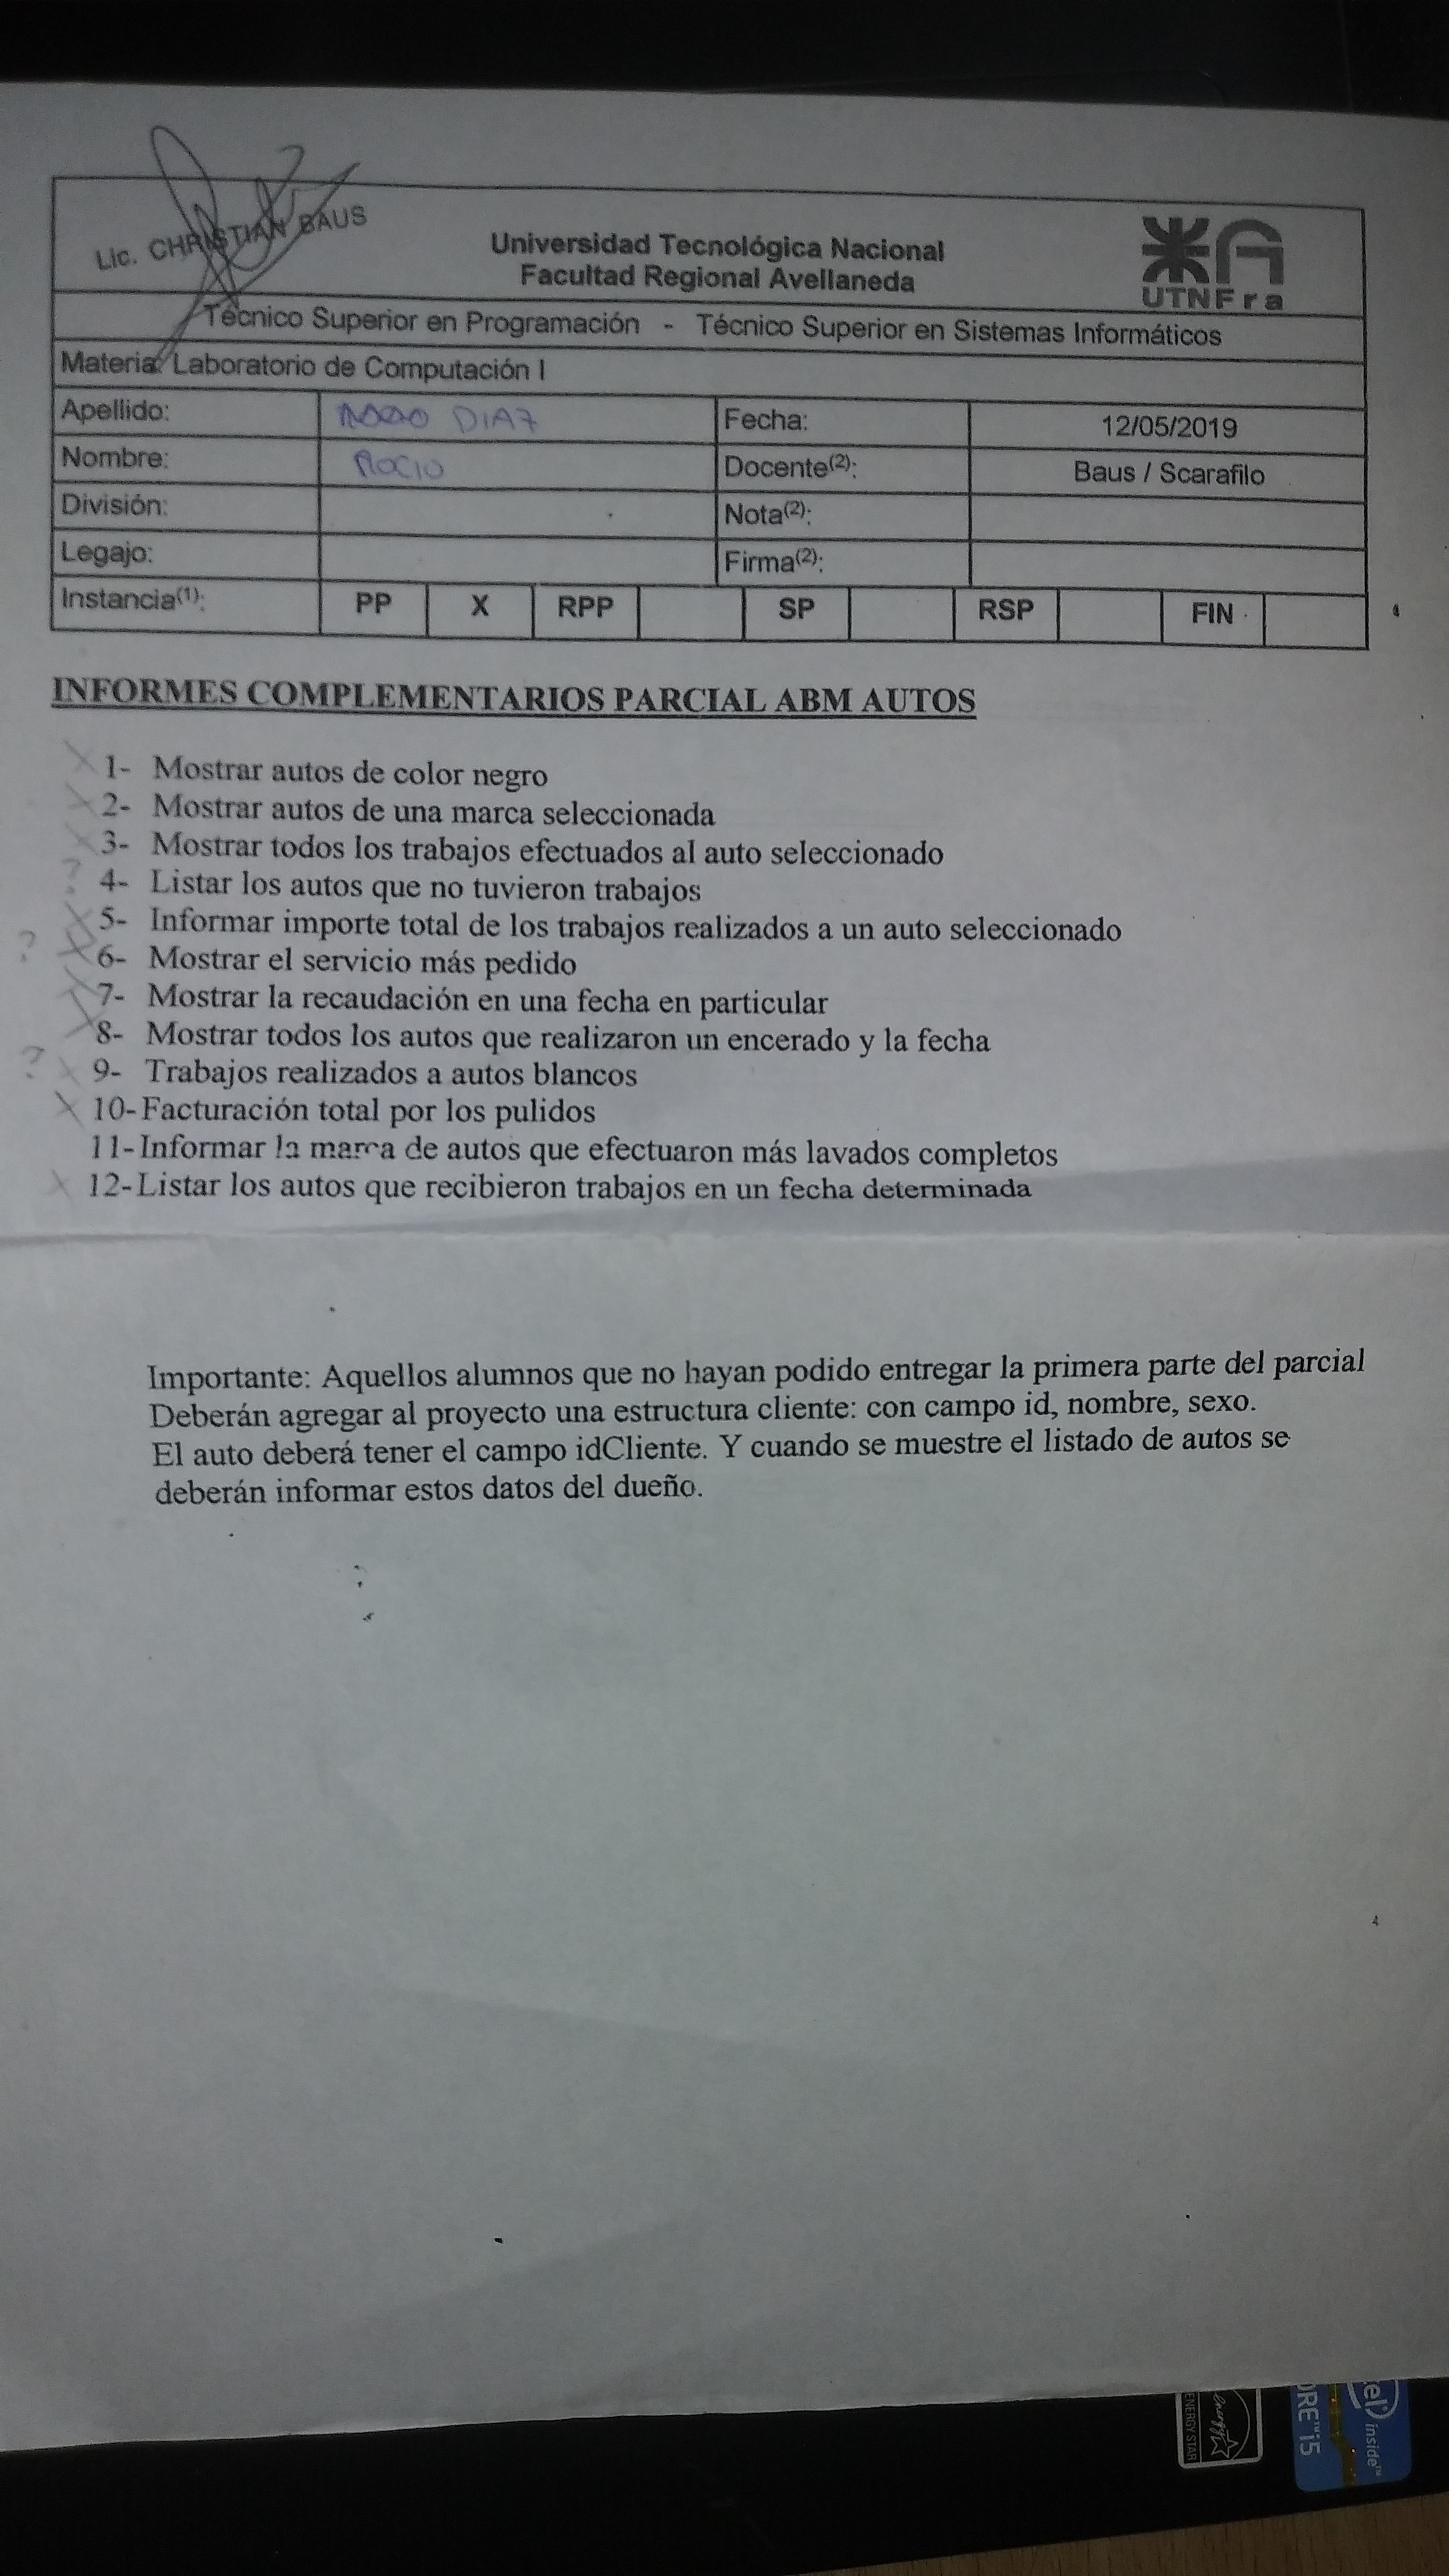 Lic. CHRISTIAN BAUS
Universidad Tecnológica Nacional
Facultad Regional Avellaneda
UTNFra
Técnico Superior en Programación - Técnico Superior en Sistemas Informáticos
Materia: Laboratorio de Computación I
Apellido: DIAZ Fecha: 12/05/2019
Nombre: ROCIO Docente(2): Baus / Scarafilo
División: Nota(2):
Legajo: Firma(2):
Instancia(1): PP X RPP SP RSP FIN
INFORMES COMPLEMENTARIOS PARCIAL ABM AUTOS
X 1- Mostrar autos de color negro
X 2- Mostrar autos de una marca seleccionada
X 3- Mostrar todos los trabajos efectuados al auto seleccionado
? 4- Listar los autos que no tuvieron trabajos
X 5- Informar importe total de los trabajos realizados a un auto seleccionado
? X 6- Mostrar el servicio más pedido
X 7- Mostrar la recaudación en una fecha en particular
X 8- Mostrar todos los autos que realizaron un encerado y la fecha
? X 9- Trabajos realizados a autos blancos
X 10- Facturación total por los pulidos
11- Informar la marca de autos que efectuaron más lavados completos
X 12- Listar los autos que recibieron trabajos en un fecha determinada
Importante: Aquellos alumnos que no hayan podido entregar la primera parte del parcial
Deberán agregar al proyecto una estructura cliente: con campo id, nombre, sexo.
El auto deberá tener el campo idCliente. Y cuando se muestre el listado de autos se
deberán informar estos datos del dueño.
ENERGY STAR
intel inside™
CORE™ i5